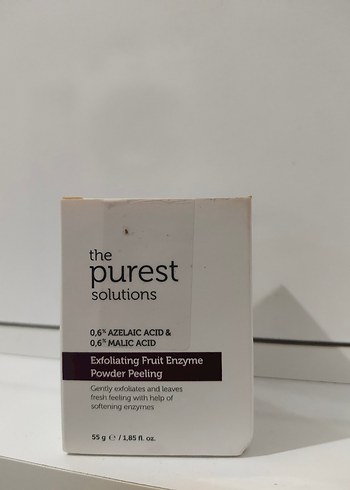 the
purest
solutions
0,6% AZELAIC ACID &
0,6% MALIC ACID
Exfoliating Fruit Enzyme
Powder Peeling
Gently exfoliates and leaves
fresh feeling with help of
softening enzymes
55 g ℮ / 1,85 fl. oz.